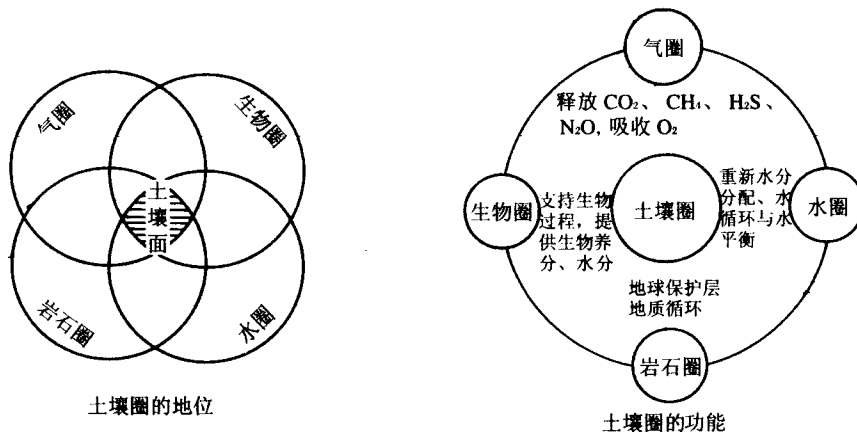 气圈
生物圈
土
壤
面
岩石圈
水圈
土壤圈的地位
气圈
释放 CO₂、CH₄、H₂S、
N₂O, 吸收 O₂
生物圈
支持生物
过程，提
供生物养
分、水分
土壤圈
重新水分
分配、水
循环与水
平衡
水圈
地球保护层
地质循环
岩石圈
土壤圈的功能